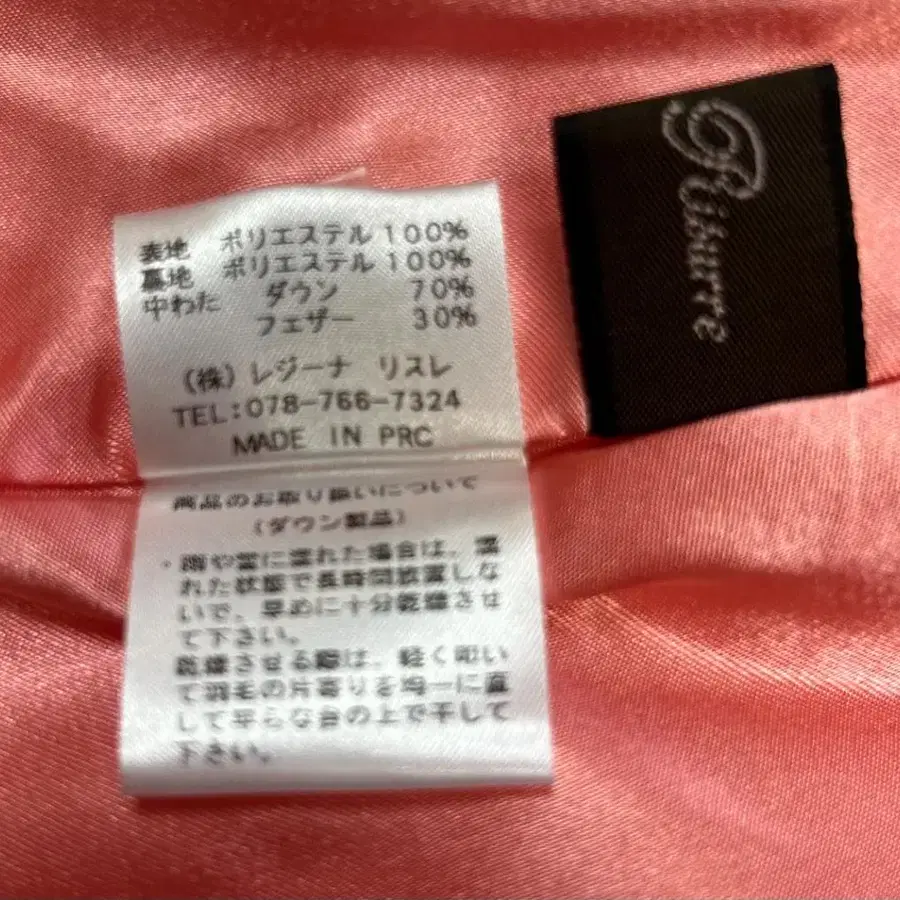 表地 ポリエステル 100%
裏地 ポリエステル 100%
中わた ダウン 70%
フェザー 30%
(株) レジーナ リスレ
TEL:078-766-7324
MADE IN PRC
商品のお取り扱いについて
(ダウン製品)
・雨や雪に濡れた場合は、濡
れた状態で長時間放置しな
いで、早めに十分乾燥させ
て下さい。
乾燥させる際は、軽く叩い
て羽毛の片寄りを均一に直
して平らな台の上で干して
下さい。